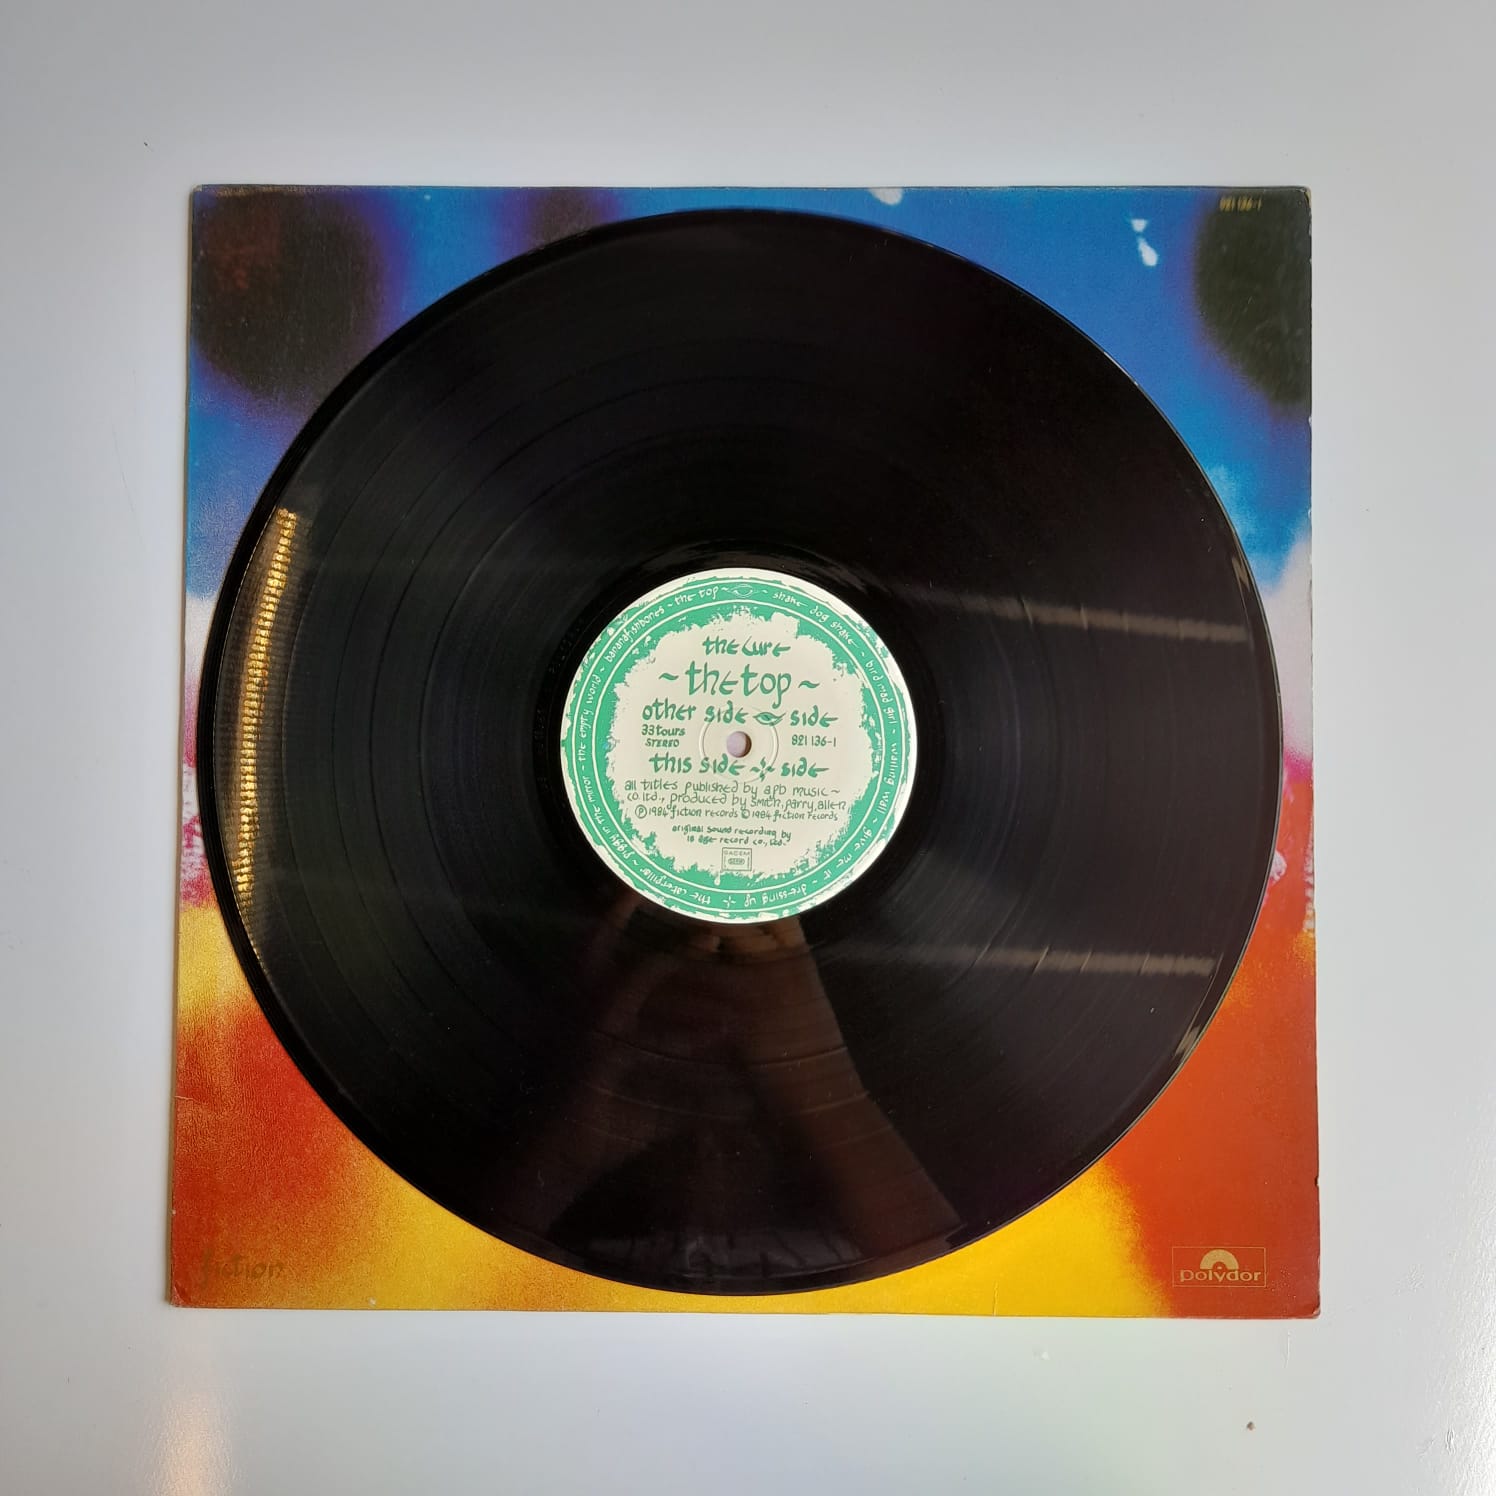 821 136-1
~ the top ~ shake dog shake ~ bird mad girl ~ wailing wall ~ give me it ~ dressing up ~ the caterpillar ~ piggy in the mirror ~ the empty world ~ bananafishbones
the cure
~ the top ~
other side side
33 tours
STEREO
821 136-1
this side side
all titles published by apb music ~
co. ltd., produced by smith, parry, allen
℗ 1984 fiction records © 1984 fiction records
original sound recording by
18 age record co., ltd.
SACEM
fiction
polydor